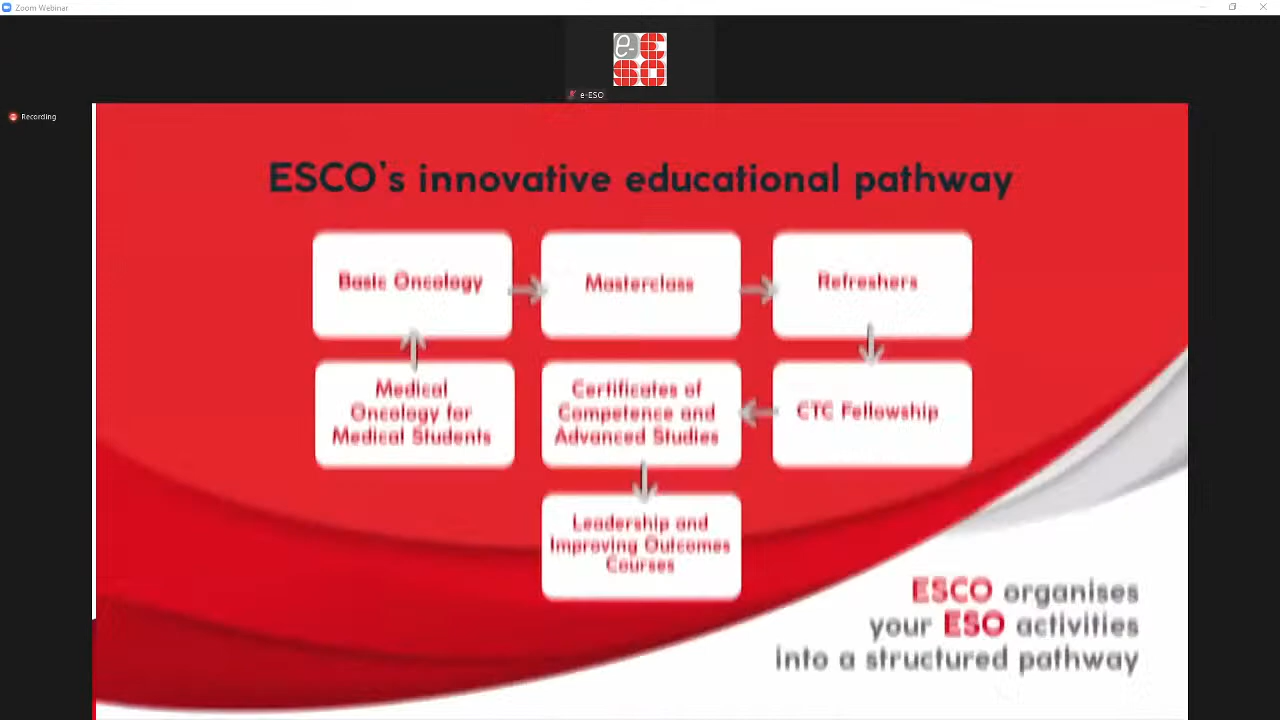 Zoom Webinar
e-ESO
e-ESO
Recording
ESCO's innovative educational pathway
Basic Oncology
Masterclass
Refreshers
Medical
Oncology for
Medical Students
Certificates of
Competence and
Advanced Studies
CTC Fellowship
Leadership and
Improving Outcomes
Courses
ESCO organises
your ESO activities
into a structured pathway